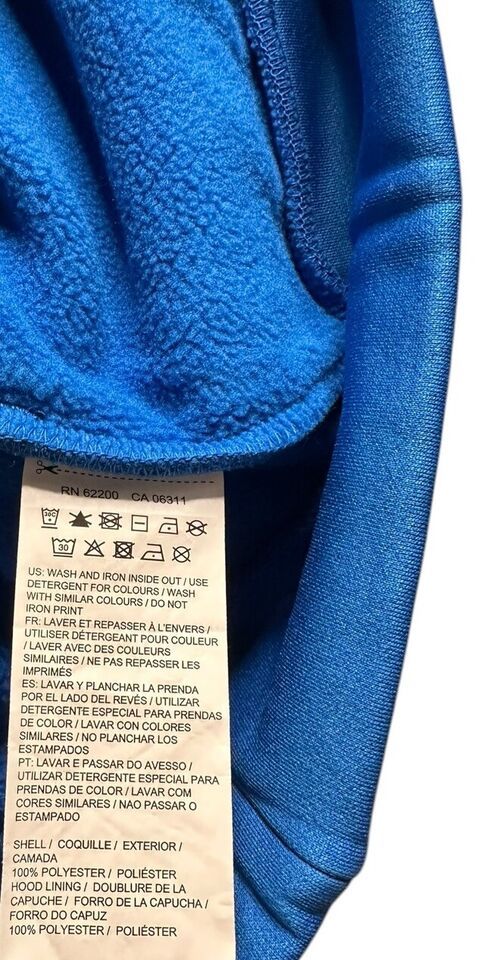 RN 62200 CA 06311
30C
30
US: WASH AND IRON INSIDE OUT / USE
DETERGENT FOR COLOURS / WASH
WITH SIMILAR COLOURS / DO NOT
IRON PRINT
FR: LAVER ET REPASSER À L'ENVERS /
UTILISER DÉTERGEANT POUR COULEUR
/ LAVER AVEC DES COULEURS
SIMILAIRES / NE PAS REPASSER LES
IMPRIMÉS
ES: LAVAR Y PLANCHAR LA PRENDA
POR EL LADO DEL REVÉS / UTILIZAR
DETERGENTE ESPECIAL PARA PRENDAS
DE COLOR / LAVAR CON COLORES
SIMILARES / NO PLANCHAR LOS
ESTAMPADOS
PT: LAVAR E PASSAR DO AVESSO /
UTILIZAR DETERGENTE ESPECIAL PARA
PRENDAS DE COLOR / LAVAR COM
CORES SIMILARES / NAO PASSAR O
ESTAMPADO
SHELL / COQUILLE / EXTERIOR /
CAMADA
100% POLYESTER / POLIÉSTER
HOOD LINING / DOUBLURE DE LA
CAPUCHE / FORRO DE LA CAPUCHA /
FORRO DO CAPUZ
100% POLYESTER / POLIÉSTER